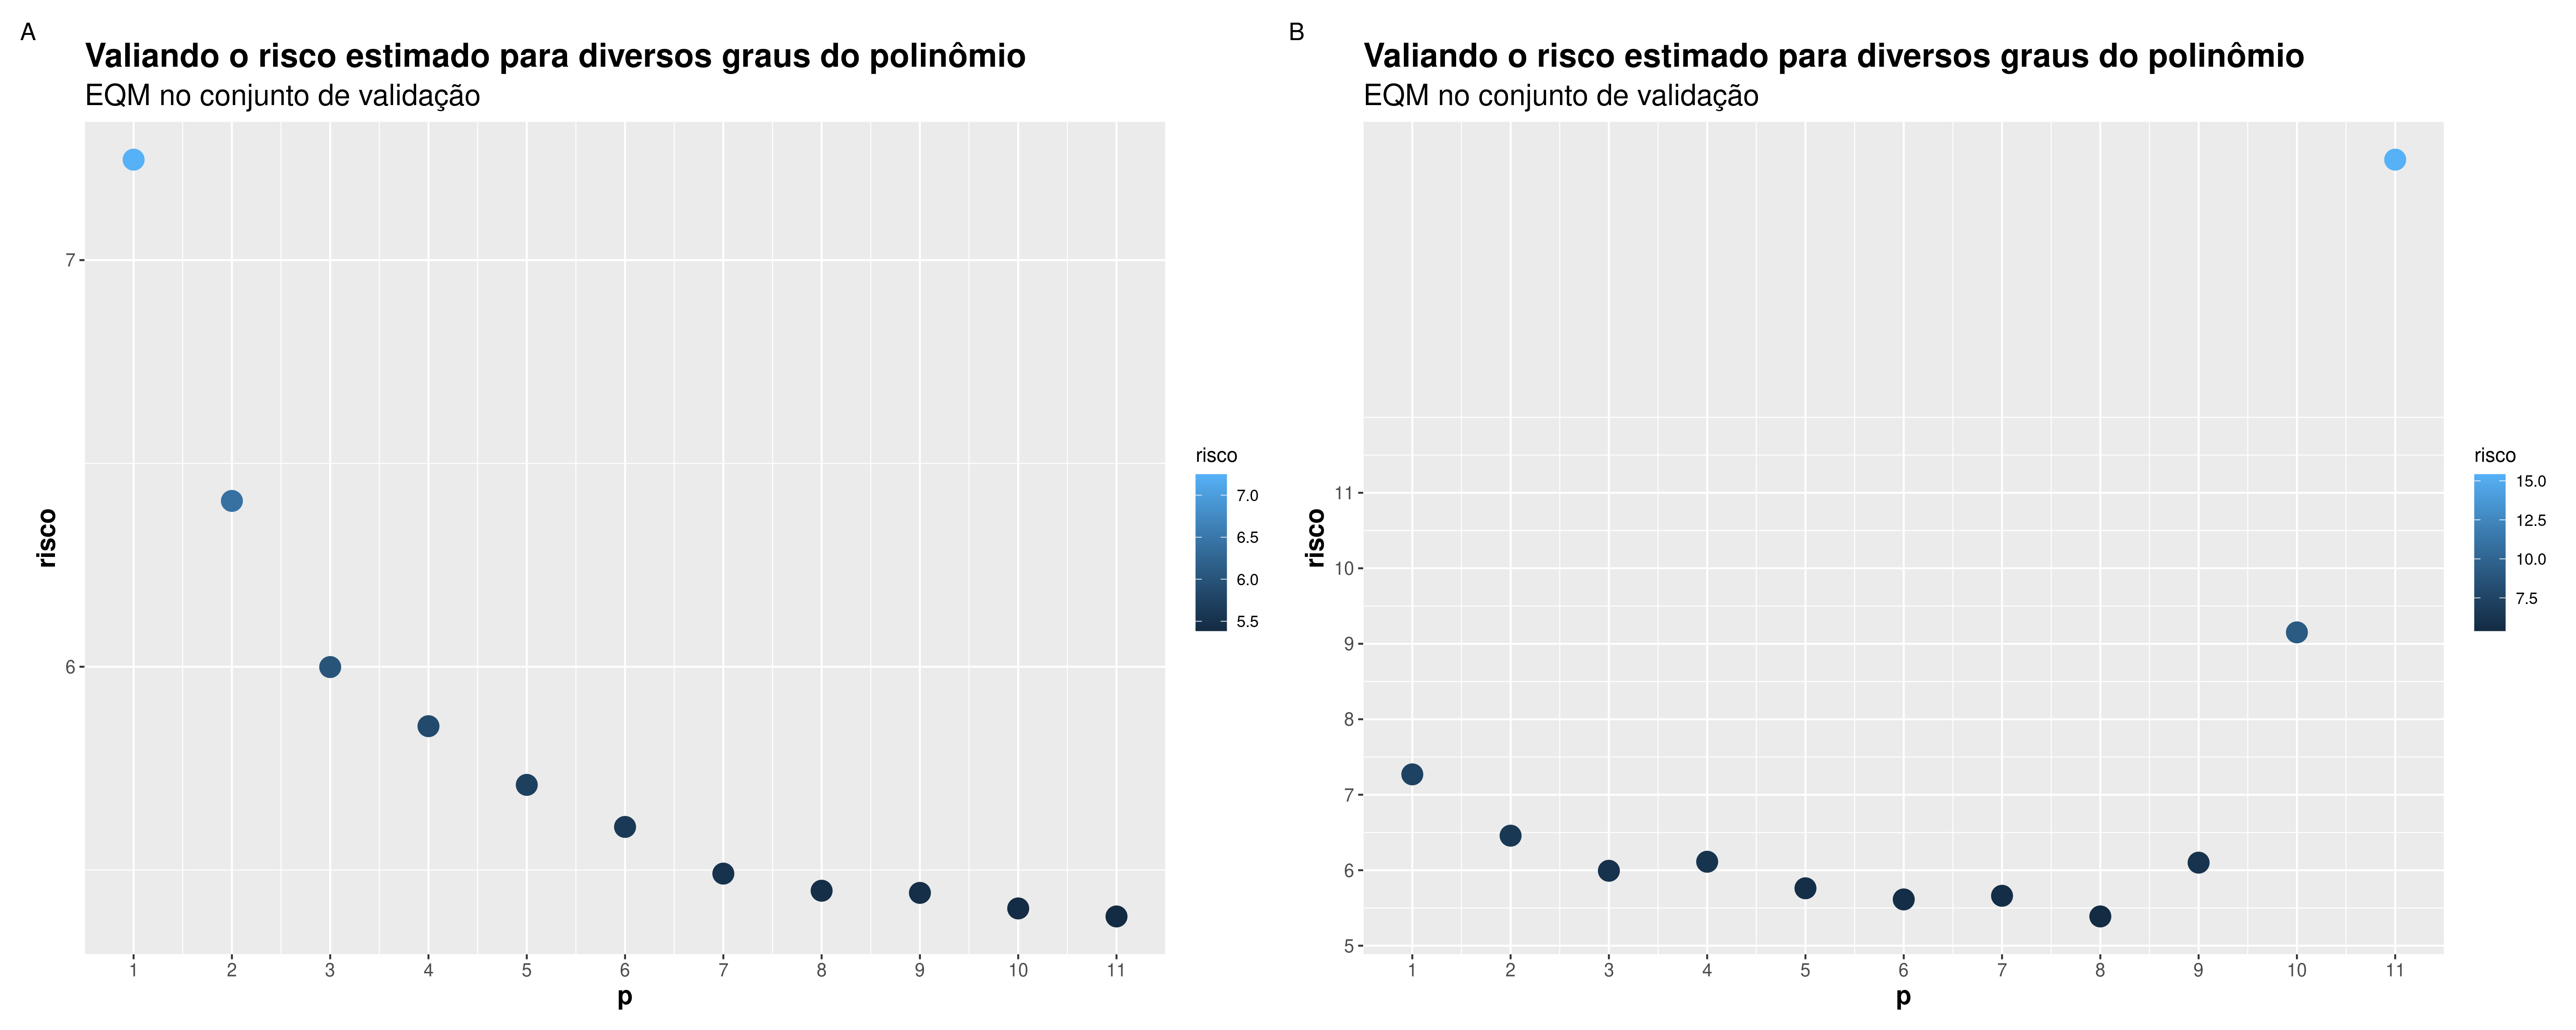 A
Valiando o risco estimado para diversos graus do polinômio
EQM no conjunto de validação
risco
7
6
1 2 3 4 5 6 7 8 9 10 11
p
risco
7.0
6.5
6.0
5.5
B
Valiando o risco estimado para diversos graus do polinômio
EQM no conjunto de validação
risco
11
10
9
8
7
6
5
1 2 3 4 5 6 7 8 9 10 11
p
risco
15.0
12.5
10.0
7.5